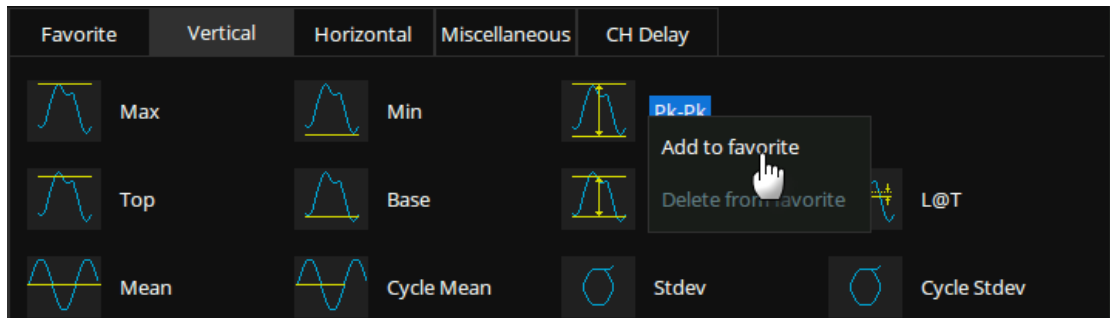 Favorite Vertical Horizontal Miscellaneous CH Delay
Max Min Pk-Pk
Add to favorite
Top Base Delete from favorite L@T
Mean Cycle Mean Stdev Cycle Stdev